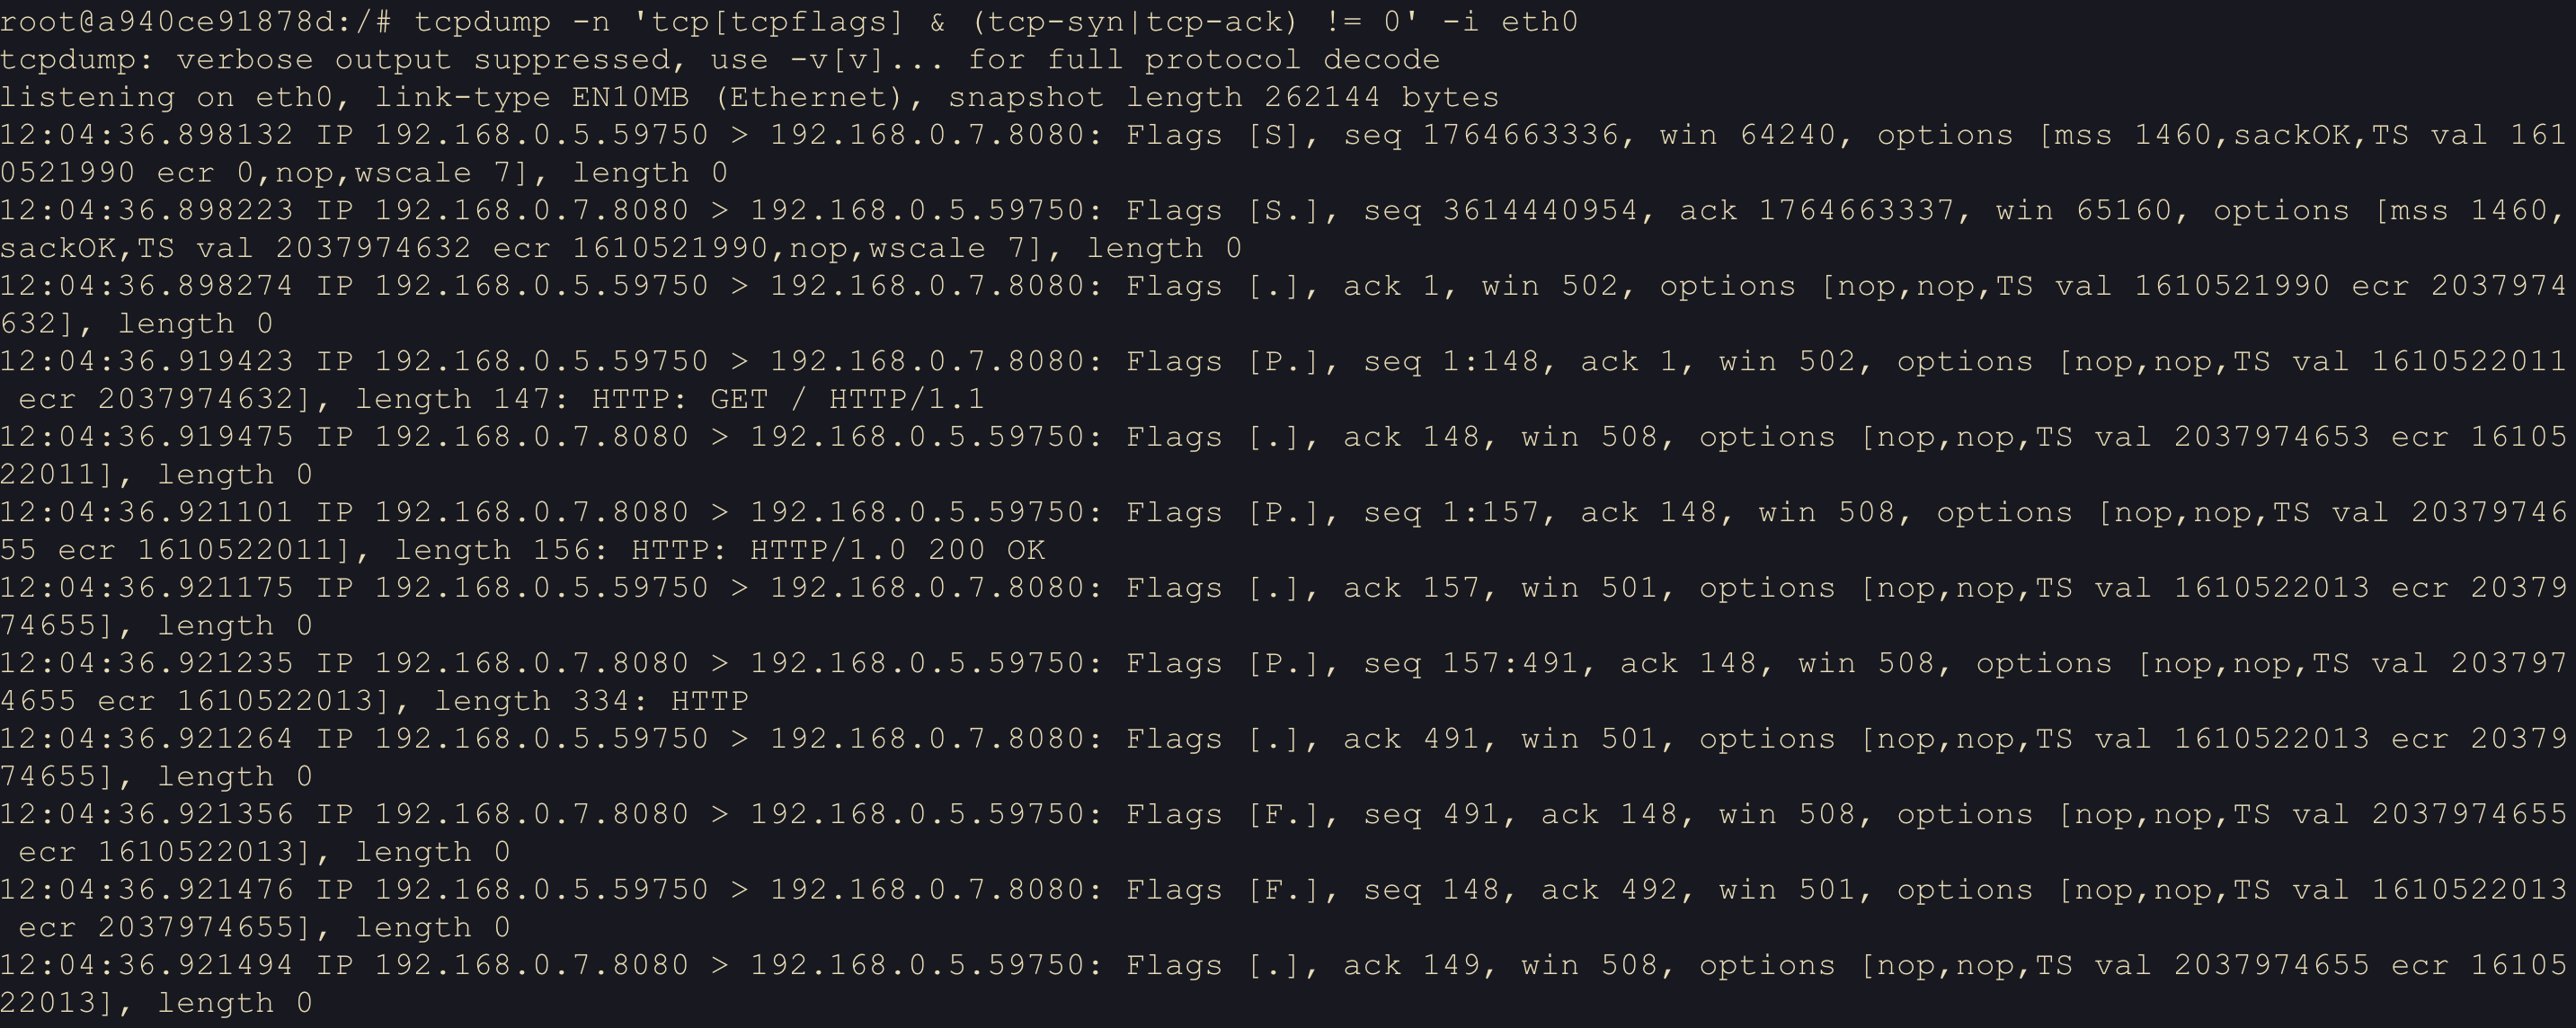 root@a940ce91878d:/# tcpdump -n 'tcp[tcpflags] & (tcp-syn|tcp-ack) != 0' -i eth0
tcpdump: verbose output suppressed, use -v[v]... for full protocol decode
listening on eth0, link-type EN10MB (Ethernet), snapshot length 262144 bytes
12:04:36.898132 IP 192.168.0.5.59750 > 192.168.0.7.8080: Flags [S], seq 1764663336, win 64240, options [mss 1460,sackOK,TS val 161
0521990 ecr 0,nop,wscale 7], length 0
12:04:36.898223 IP 192.168.0.7.8080 > 192.168.0.5.59750: Flags [S.], seq 3614440954, ack 1764663337, win 65160, options [mss 1460,
sackOK,TS val 2037974632 ecr 1610521990,nop,wscale 7], length 0
12:04:36.898274 IP 192.168.0.5.59750 > 192.168.0.7.8080: Flags [.], ack 1, win 502, options [nop,nop,TS val 1610521990 ecr 2037974
632], length 0
12:04:36.919423 IP 192.168.0.5.59750 > 192.168.0.7.8080: Flags [P.], seq 1:148, ack 1, win 502, options [nop,nop,TS val 1610522011
 ecr 2037974632], length 147: HTTP: GET / HTTP/1.1
12:04:36.919475 IP 192.168.0.7.8080 > 192.168.0.5.59750: Flags [.], ack 148, win 508, options [nop,nop,TS val 2037974653 ecr 16105
22011], length 0
12:04:36.921101 IP 192.168.0.7.8080 > 192.168.0.5.59750: Flags [P.], seq 1:157, ack 148, win 508, options [nop,nop,TS val 20379746
55 ecr 1610522011], length 156: HTTP: HTTP/1.0 200 OK
12:04:36.921175 IP 192.168.0.5.59750 > 192.168.0.7.8080: Flags [.], ack 157, win 501, options [nop,nop,TS val 1610522013 ecr 20379
74655], length 0
12:04:36.921235 IP 192.168.0.7.8080 > 192.168.0.5.59750: Flags [P.], seq 157:491, ack 148, win 508, options [nop,nop,TS val 203797
4655 ecr 1610522013], length 334: HTTP
12:04:36.921264 IP 192.168.0.5.59750 > 192.168.0.7.8080: Flags [.], ack 491, win 501, options [nop,nop,TS val 1610522013 ecr 20379
74655], length 0
12:04:36.921356 IP 192.168.0.7.8080 > 192.168.0.5.59750: Flags [F.], seq 491, ack 148, win 508, options [nop,nop,TS val 2037974655
 ecr 1610522013], length 0
12:04:36.921476 IP 192.168.0.5.59750 > 192.168.0.7.8080: Flags [F.], seq 148, ack 492, win 501, options [nop,nop,TS val 1610522013
 ecr 2037974655], length 0
12:04:36.921494 IP 192.168.0.7.8080 > 192.168.0.5.59750: Flags [.], ack 149, win 508, options [nop,nop,TS val 2037974655 ecr 16105
22013], length 0